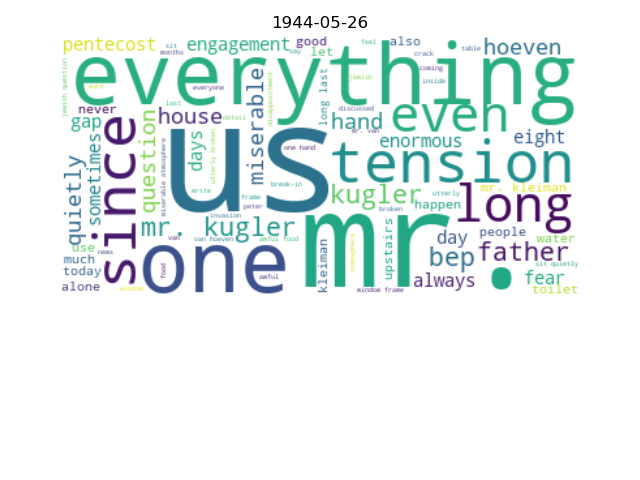 1944-05-26
pentecost
sit
months
engagement
good
say
let
feel
also
crack
table
coming
inside
hoeven
jewish question
everything
since
never
gap
last
house
everyone
detail
disappointment
long last
jewish
discussed
mr. van
even
miserable
hand
enormous
eight
quietly
sometimes
question
miserable atmosphere
days
utterly broken
us
one hand
tension
write
break-in
frame
peter
kugler
mr. kleiman
utterly
happen
long
mr. kugler
invasion
broken
mr.
day
people
water
use
news
van
van hoeven
awful food
kleiman
atmosphere
upstairs
bep
father
sit quietly
much
today
alone
window
one
food
awful
window frame
always
fear
toilet